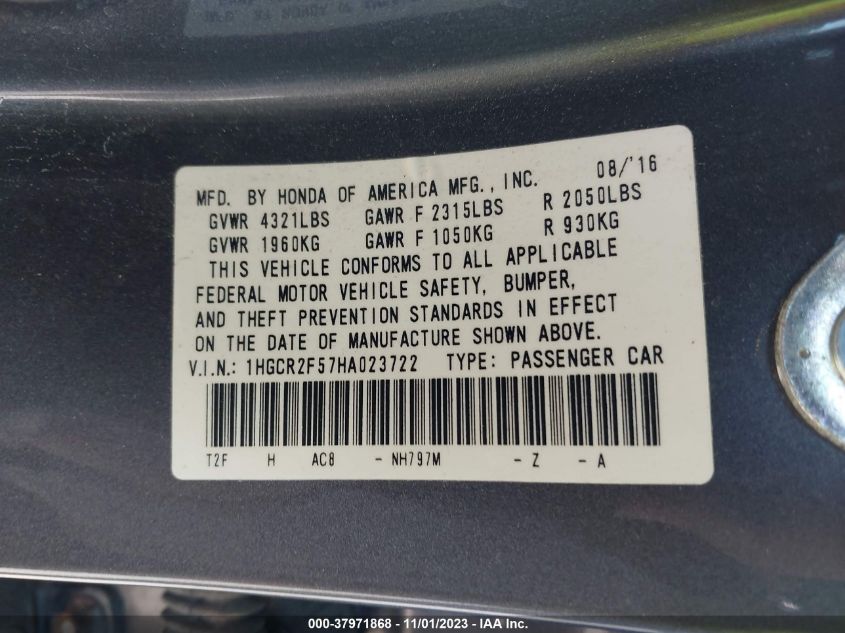 MFD. BY HONDA OF AMERICA MFG., INC. 08/'16
GVWR 4321LBS GAWR F 2315LBS R 2050LBS
GVWR 1960KG GAWR F 1050KG R 930KG
THIS VEHICLE CONFORMS TO ALL APPLICABLE
FEDERAL MOTOR VEHICLE SAFETY, BUMPER,
AND THEFT PREVENTION STANDARDS IN EFFECT
ON THE DATE OF MANUFACTURE SHOWN ABOVE.
V.I.N.: 1HGCR2F57HA023722 TYPE: PASSENGER CAR
T2F H AC8 - NH797M - Z - A
000-37971868 - 11/01/2023 - IAA Inc.